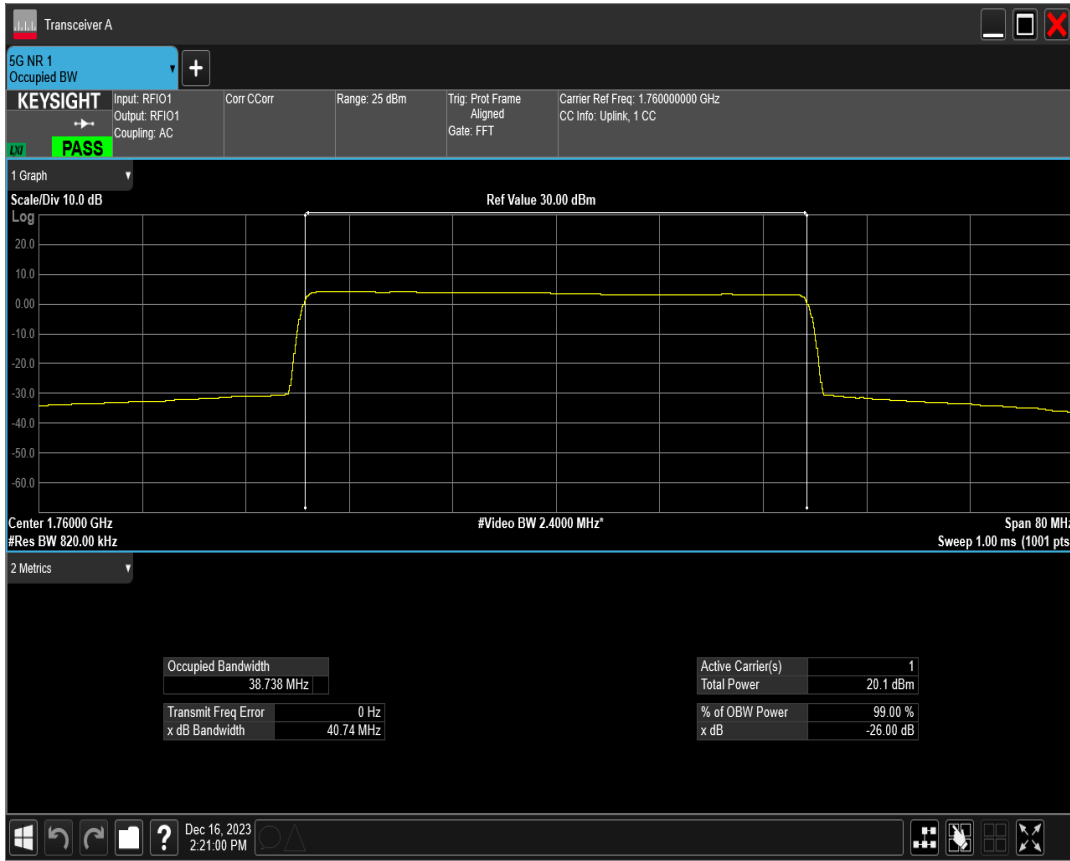 Transceiver A
5G NR 1
Occupied BW
KEYSIGHT
LXI
PASS
Input: RFIO1
Output: RFIO1
Coupling: AC
Corr CCorr
Range: 25 dBm
Trig: Prot Frame
Aligned
Gate: FFT
Carrier Ref Freq: 1.760000000 GHz
CC Info: Uplink, 1 CC
1 Graph
Scale/Div 10.0 dB
Ref Value 30.00 dBm
Log
20.0
10.0
0.00
-10.0
-20.0
-30.0
-40.0
-50.0
-60.0
Center 1.76000 GHz
#Video BW 2.4000 MHz*
Span 80 MHz
#Res BW 820.00 kHz
Sweep 1.00 ms (1001 pts
2 Metrics
Occupied Bandwidth
38.738 MHz
Transmit Freq Error 0 Hz
x dB Bandwidth 40.74 MHz
Active Carrier(s) 1
Total Power 20.1 dBm
% of OBW Power 99.00 %
x dB -26.00 dB
?
Dec 16, 2023
2:21:00 PM